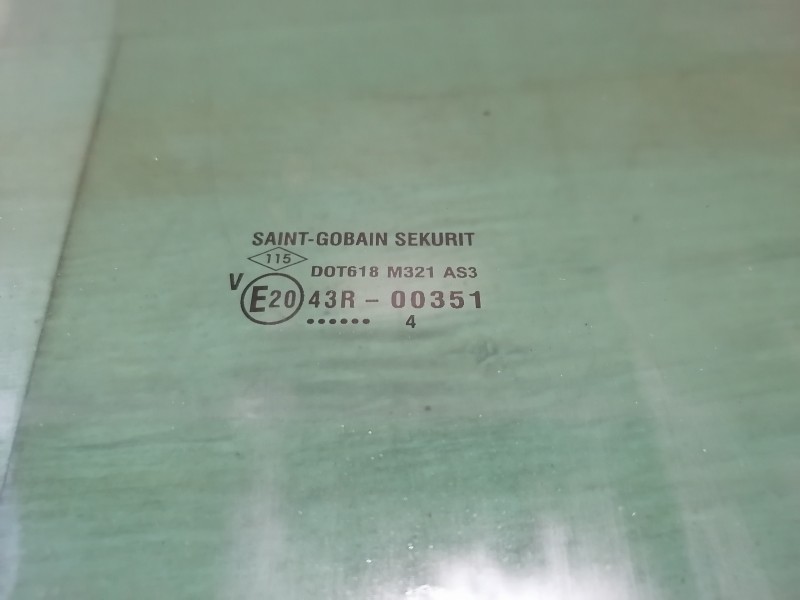 SAINT-GOBAIN SEKURIT
115
DOT618 M321 AS3
V
E20 43R - 00351
•••••• 4